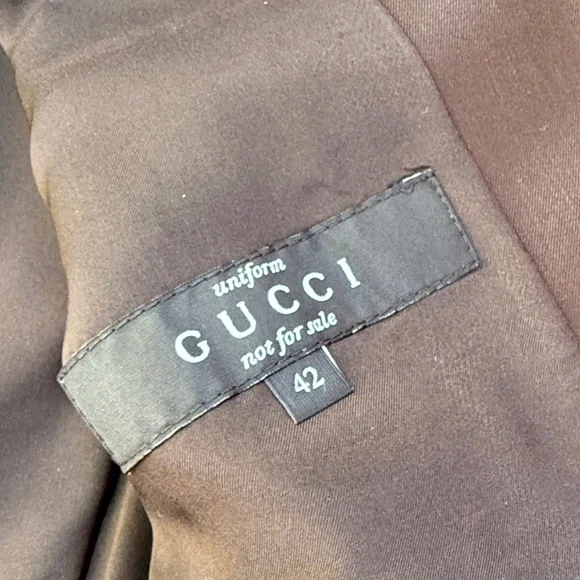 uniform
GUCCI
not for sale
42